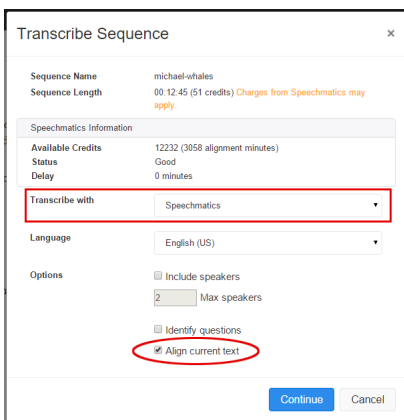 Transcribe Sequence ×
Sequence Name michael-whales
Sequence Length 00:12:45 (51 credits) Charges from Speechmatics may
apply.
Speechmatics Information
Available Credits 12232 (3058 alignment minutes)
Status Good
Delay 0 minutes
Transcribe with Speechmatics
Language English (US)
Options Include speakers
2 Max speakers
Identify questions
Align current text
Continue Cancel